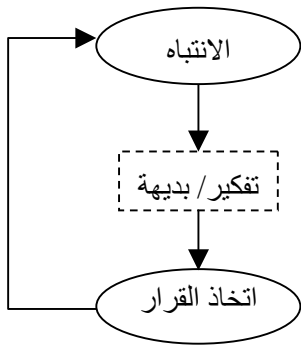 الانتباه
تفكير/ بديهة
اتخاذ القرار